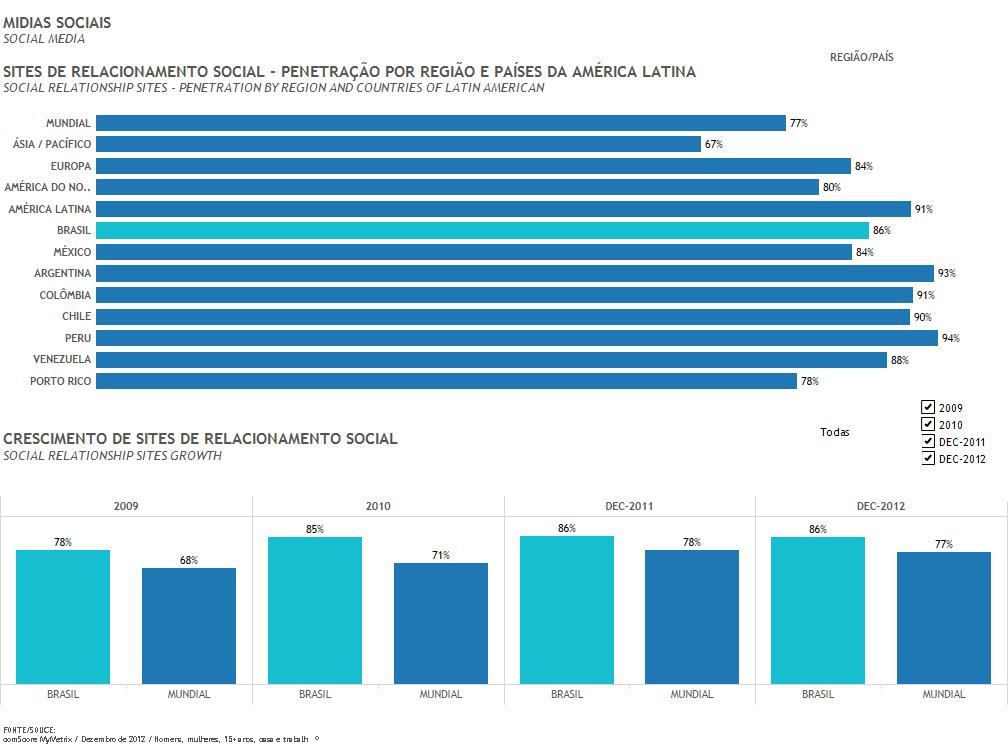 MIDIAS SOCIAIS
SOCIAL MEDIA
REGIÃO/PAÍS
SITES DE RELACIONAMENTO SOCIAL - PENETRAÇÃO POR REGIÃO E PAÍSES DA AMÉRICA LATINA
SOCIAL RELATIONSHIP SITES - PENETRATION BY REGION AND COUNTRIES OF LATIN AMERICAN
MUNDIAL 77%
ÁSIA / PACÍFICO 67%
EUROPA 84%
AMÉRICA DO NO.. 80%
AMÉRICA LATINA 91%
BRASIL 86%
MÉXICO 84%
ARGENTINA 93%
COLÔMBIA 91%
CHILE 90%
PERU 94%
VENEZUELA 88%
PORTO RICO 78%
2009
2010
DEC-2011
DEC-2012
Todas
CRESCIMENTO DE SITES DE RELACIONAMENTO SOCIAL
SOCIAL RELATIONSHIP SITES GROWTH
2009 2010 DEC-2011 DEC-2012
78% 68% 85% 71% 86% 78% 86% 77%
BRASIL MUNDIAL BRASIL MUNDIAL BRASIL MUNDIAL BRASIL MUNDIAL
FONTE/SOUCE:
comScore MyMetrix / Dezembro de 2012 / Homens, mulheres, 15+ anos, casa e trabalh